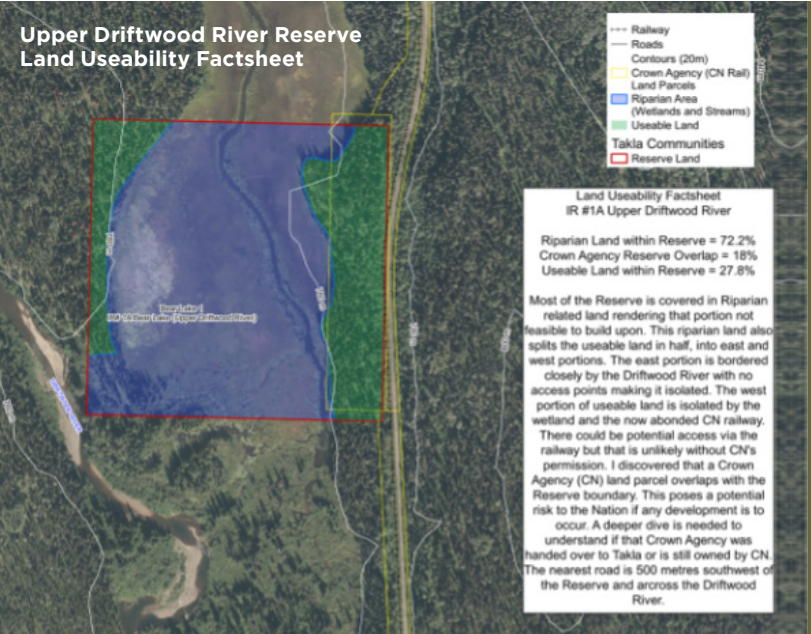 Upper Driftwood River Reserve
Land Useability Factsheet
Railway
Roads
Contours (20m)
Crown Agency (CN Rail)
Land Parcels
Riparian Area
(Wetlands and Streams)
Useable Land
Takla Communities
Reserve Land
Land Useability Factsheet
IR #1A Upper Driftwood River
Riparian Land within Reserve = 72.2%
Crown Agency Reserve Overlap = 18%
Useable Land within Reserve = 27.8%
Most of the Reserve is covered in Riparian
related land rendering that portion not
feasible to build upon. This riparian land also
splits the useable land in half, into east and
west portions. The east portion is bordered
closely by the Driftwood River with no
access points making it isolated. The west
portion of useable land is isolated by the
wetland and the now abonded CN railway.
There could be potential access via the
railway but that is unlikely without CN's
permission. I discovered that a Crown
Agency (CN) land parcel overlaps with the
Reserve boundary. This poses a potential
risk to the Nation if any development is to
occur. A deeper dive is needed to
understand if that Crown Agency was
handed over to Takla or is still owned by CN.
The nearest road is 500 metres southwest of
the Reserve and arcross the Driftwood
River.
Bear Lake (Upper Driftwood River)